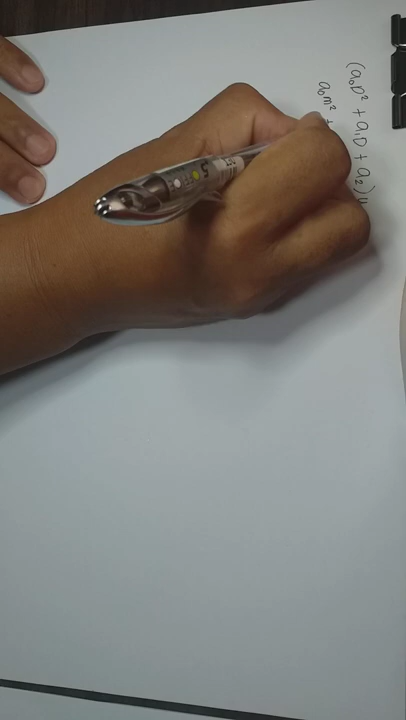 (a₀D² + a₁D + a₂)y
a₀m² +